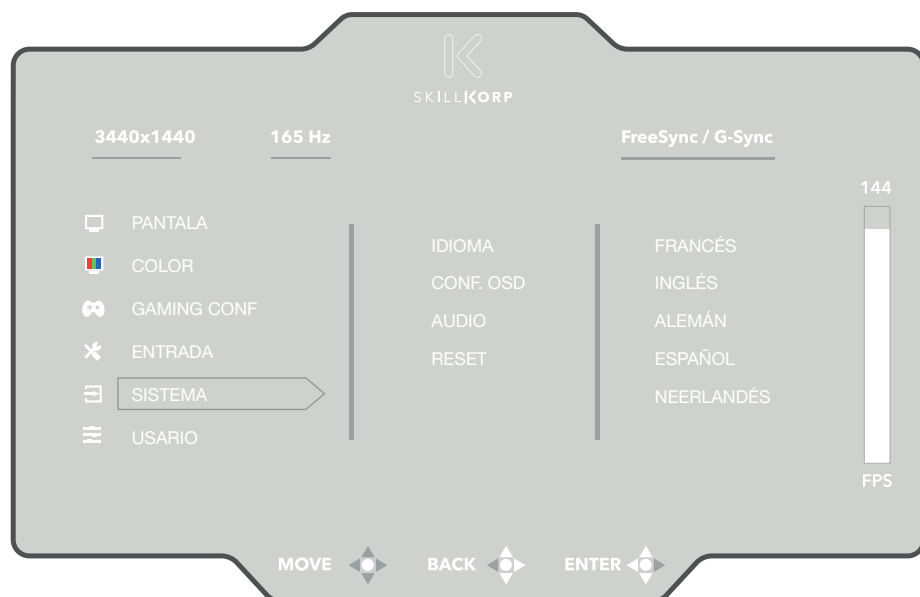 SKILLKORP
3440x1440 165 Hz FreeSync / G-Sync
144
PANTALA
COLOR
GAMING CONF
ENTRADA
SISTEMA
USARIO
IDIOMA
CONF. OSD
AUDIO
RESET
FRANCÉS
INGLÉS
ALEMÁN
ESPAÑOL
NEERLANDÉS
FPS
MOVE BACK ENTER